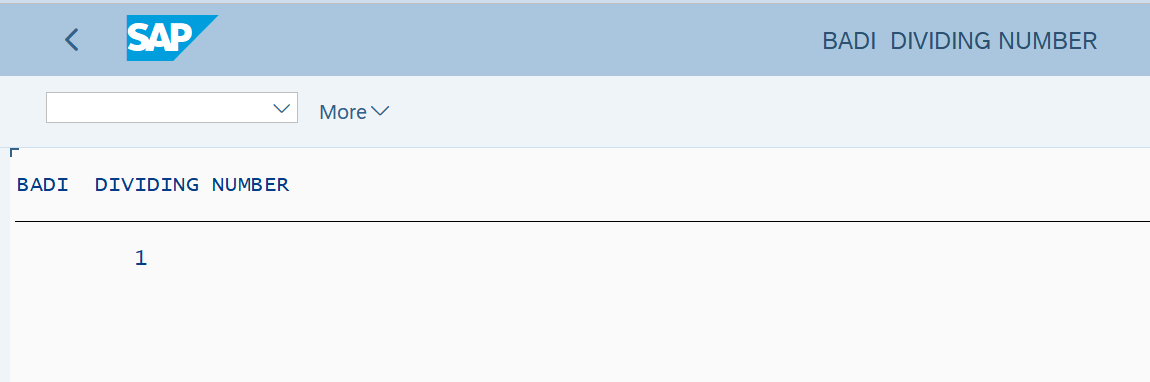 SAP
BADI  DIVIDING NUMBER
More
BADI  DIVIDING NUMBER
1